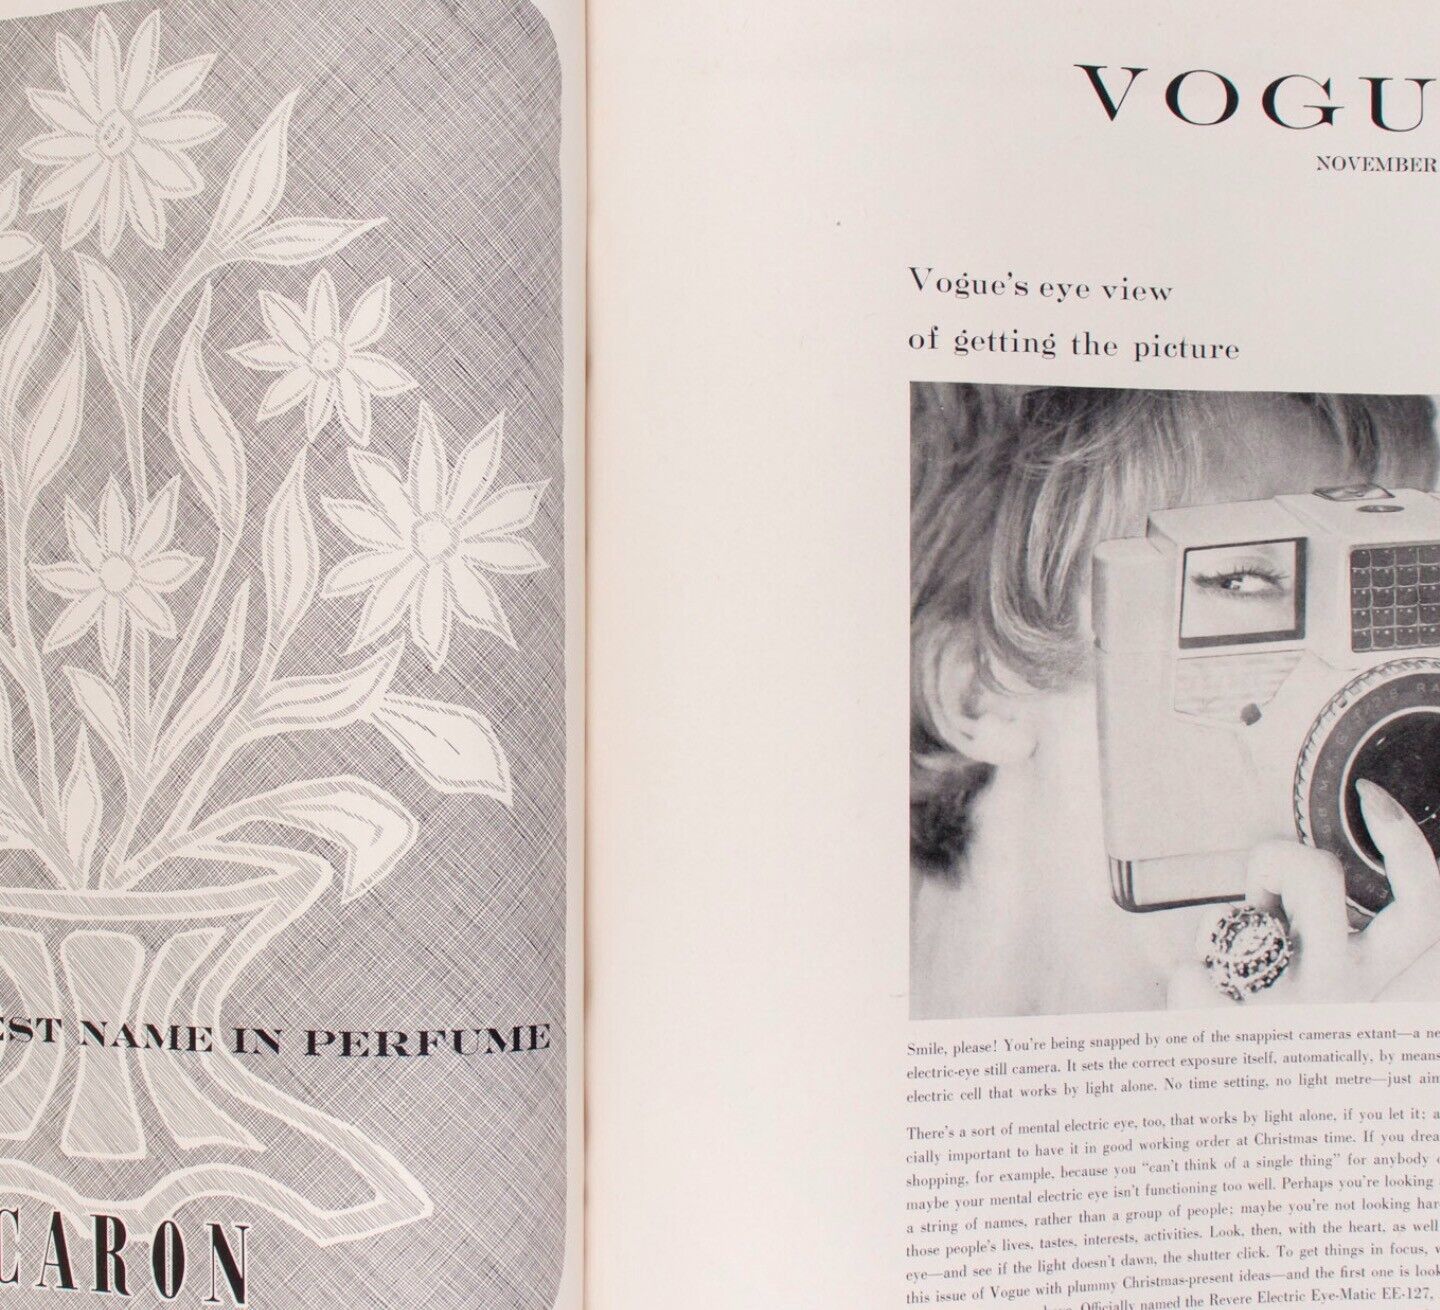 EST NAME IN PERFUME
CARON
VOGU
NOVEMBER
Vogue's eye view
of getting the picture
Smile, please! You're being snapped by one of the snappiest cameras extant—a ne
electric-eye still camera. It sets the correct exposure itself, automatically, by means
electric cell that works by light alone. No time setting, no light metre—just aim
There's a sort of mental electric eye, too, that works by light alone, if you let it; a
cially important to have it in good working order at Christmas time. If you drea
shopping, for example, because you "can't think of a single thing" for anybody
maybe your mental electric eye isn't functioning too well. Perhaps you're looking
a string of names, rather than a group of people; maybe you're not looking har
those people's lives, tastes, interests, activities. Look, then, with the heart, as well
eye—and see if the light doesn't dawn, the shutter click. To get things in focus,
this issue of Vogue with plummy Christmas-present ideas—and the first one is look
Officially named the Revere Electric Eye-Matic EE-127,